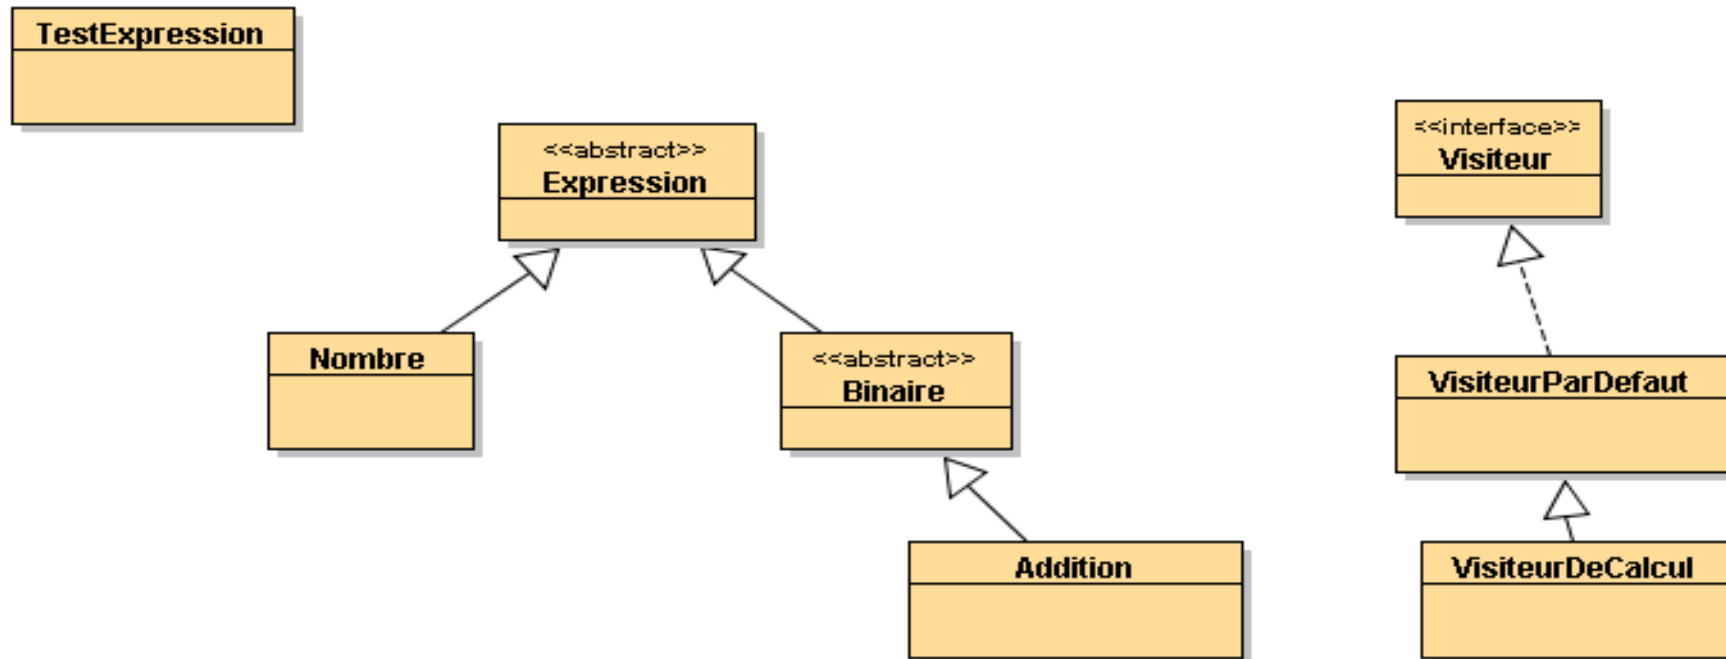 TestExpression
<<abstract>>
Expression
<<interface>>
Visiteur
Nombre
<<abstract>>
Binaire
VisiteurParDefaut
Addition
VisiteurDeCalcul